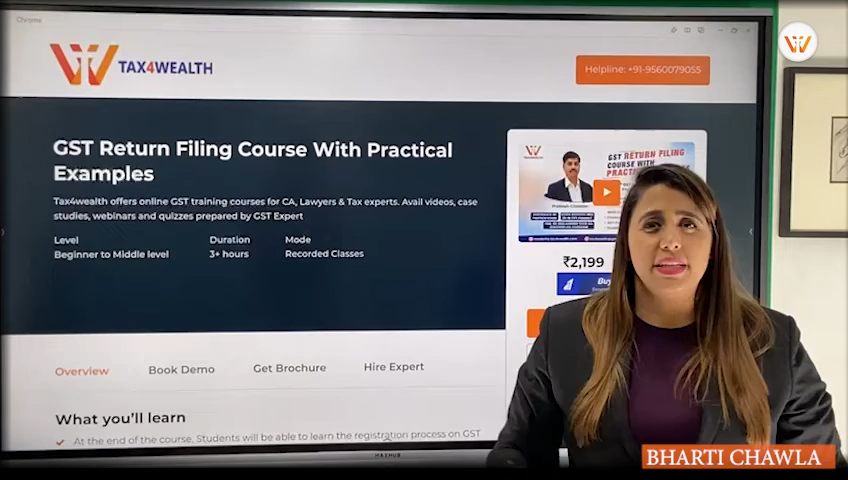 Chrome
TAX4WEALTH
Helpline: +91-9560079055
GST Return Filing Course With Practical
Examples
Tax4wealth offers online GST training courses for CA, Lawyers & Tax experts. Avail videos, case
studies, webinars and quizzes prepared by GST Expert
Level Duration Mode
Beginner to Middle level 3+ hours Recorded Classes
GST RETURN FILING
COURSE WITH
₹2,199
Buy
Overview Book Demo Get Brochure Hire Expert
What you'll learn
At the end of the course, Students will be able to learn the registration process on GST
MAXHUB
BHARTI CHAWLA